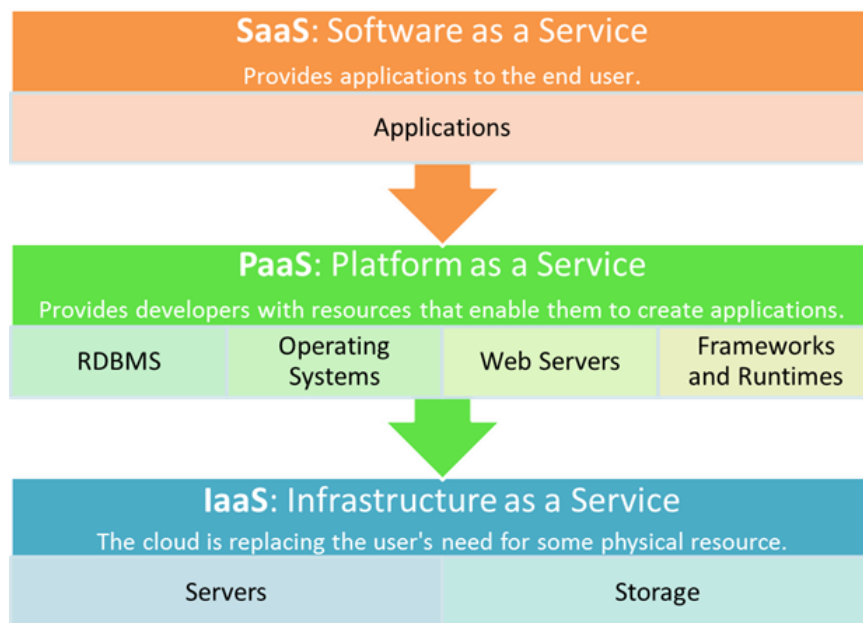 SaaS: Software as a Service
Provides applications to the end user.
Applications
PaaS: Platform as a Service
Provides developers with resources that enable them to create applications.
RDBMS
Operating
Systems
Web Servers
Frameworks
and Runtimes
IaaS: Infrastructure as a Service
The cloud is replacing the user's need for some physical resource.
Servers
Storage